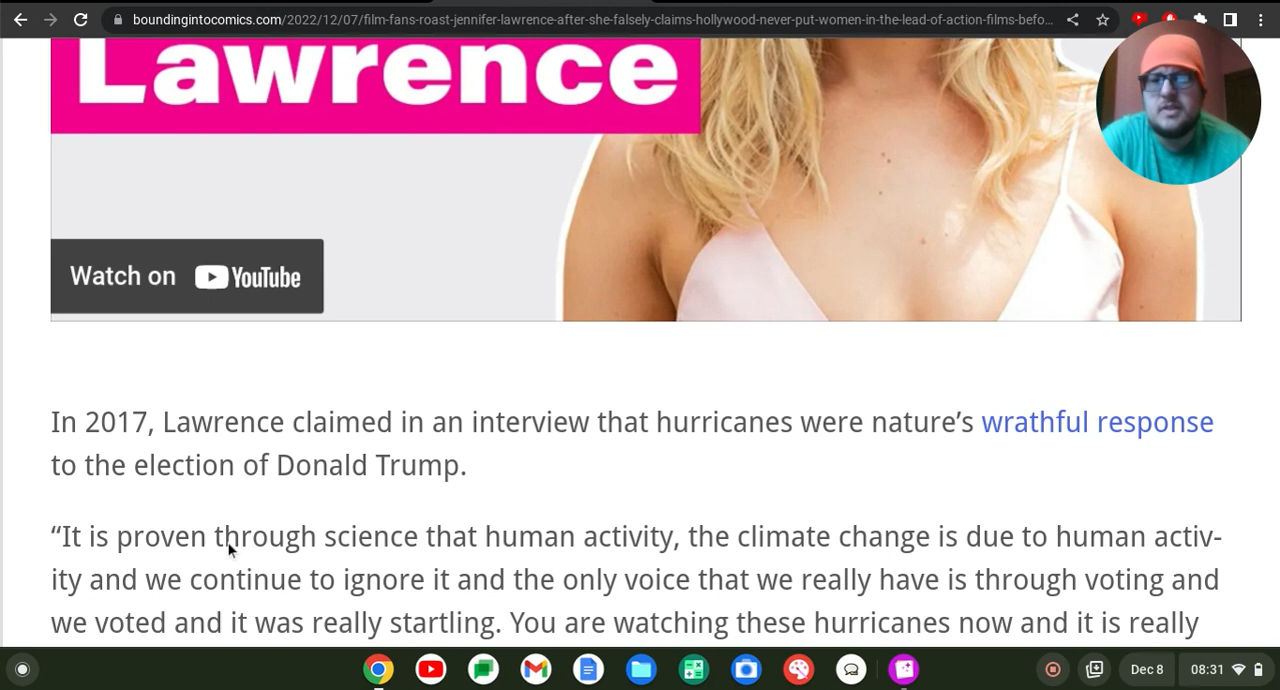 boundingintocomics.com/2022/12/07/film-fans-roast-jennifer-lawrence-after-she-falsely-claims-hollywood-never-put-women-in-the-lead-of-action-films-befo...
Lawrence
Watch on YouTube
In 2017, Lawrence claimed in an interview that hurricanes were nature’s wrathful response
to the election of Donald Trump.
“It is proven through science that human activity, the climate change is due to human activ-
ity and we continue to ignore it and the only voice that we really have is through voting and
we voted and it was really startling. You are watching these hurricanes now and it is really
Dec 8 08:31